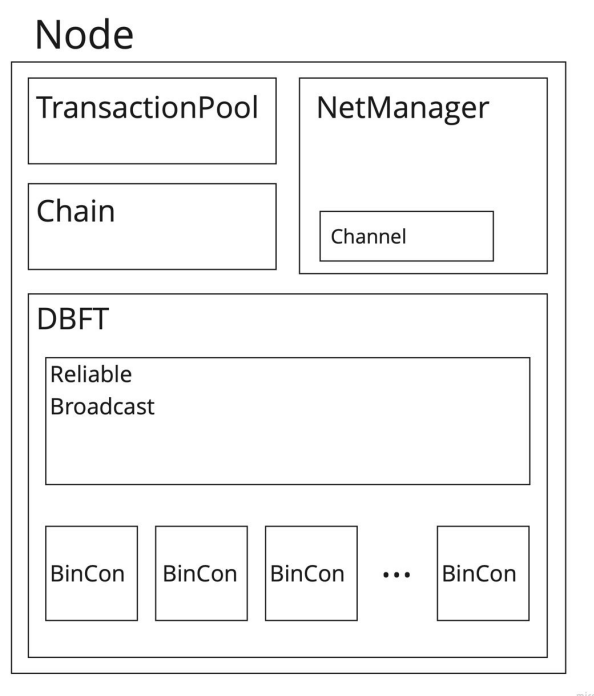 Node
TransactionPool
NetManager
Chain
Channel
DBFT
Reliable
Broadcast
BinCon
BinCon
BinCon
...
BinCon